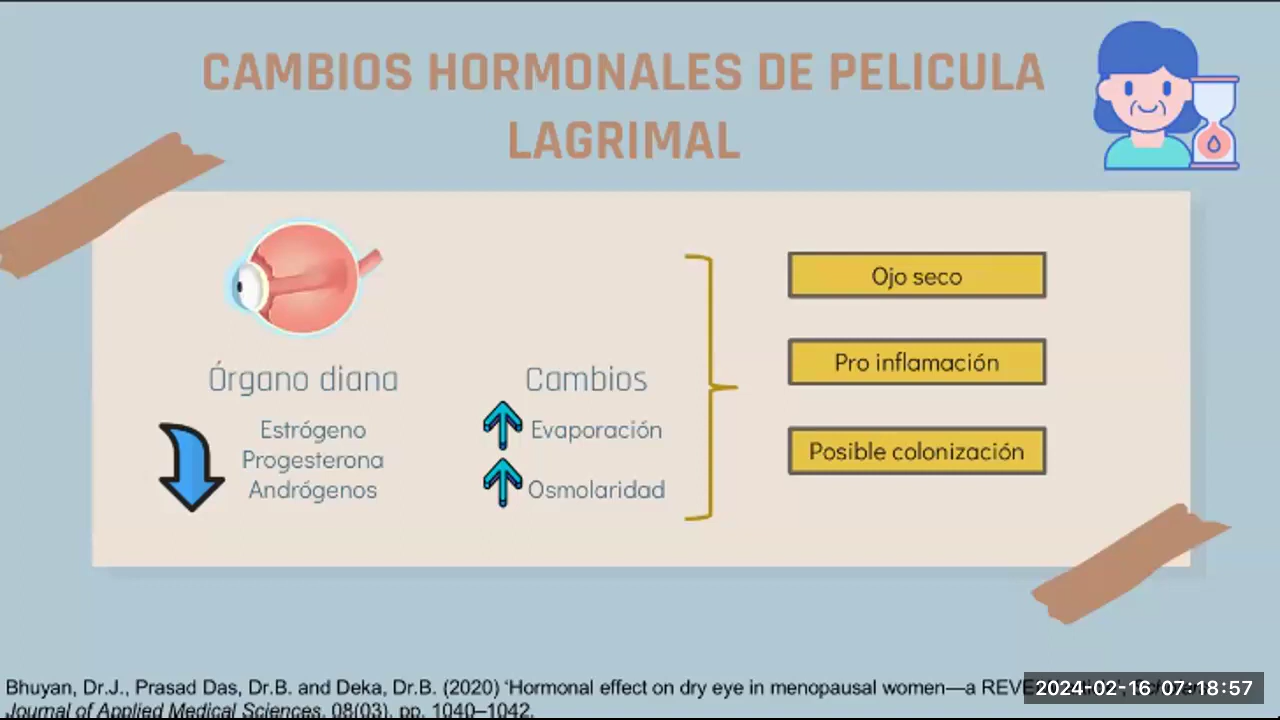 CAMBIOS HORMONALES DE PELICULA
LAGRIMAL
Órgano diana
Estrógeno
Progesterona
Andrógenos
Cambios
Evaporación
Osmolaridad
Ojo seco
Pro inflamación
Posible colonización
Bhuyan, Dr.J., Prasad Das, Dr.B. and Deka, Dr.B. (2020) ‘Hormonal effect on dry eye in menopausal women—a
Journal of Applied Medical Sciences, 08(03), pp. 1040–1042.
2024-02-16 07:18:57